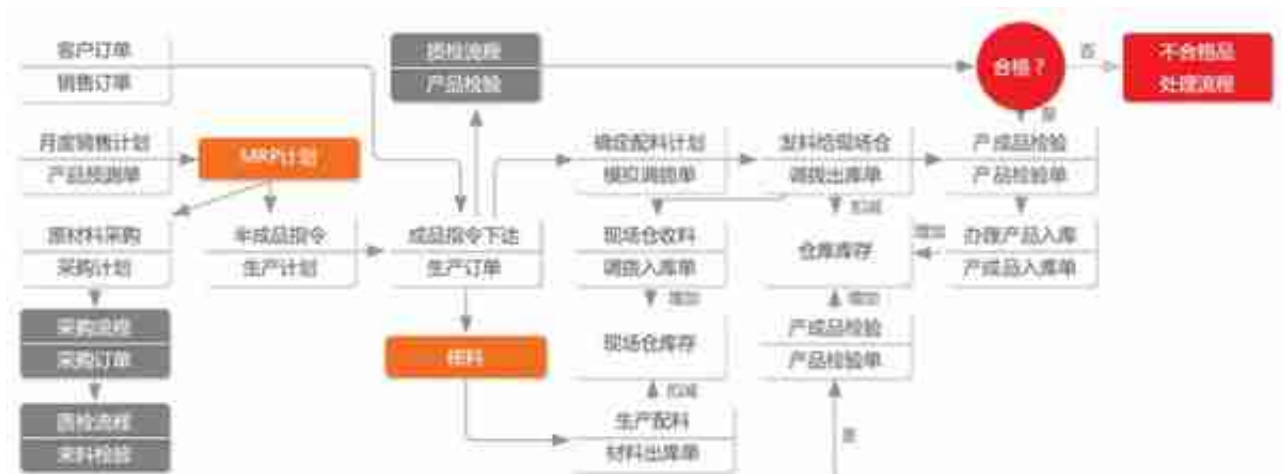 客户订单
销售订单
质检流程
产品检验
合格？
否
不合格品
处理流程
是
月度销售计划
产品预测单
MRP计划
确定配料计划
模拟调拨单
发料给现场仓
调拨出库单
产成品检验
产品检验单
扣减
原材料采购
采购计划
半成品指令
生产计划
成品指令下达
生产订单
现场仓收料
调拨入库单
仓库库存
增加
办理产品入库
产成品入库单
增加
增加
采购流程
采购订单
现场仓库存
产成品检验
产品检验单
扣减
质检流程
来料检验
生产配料
材料出库单
是